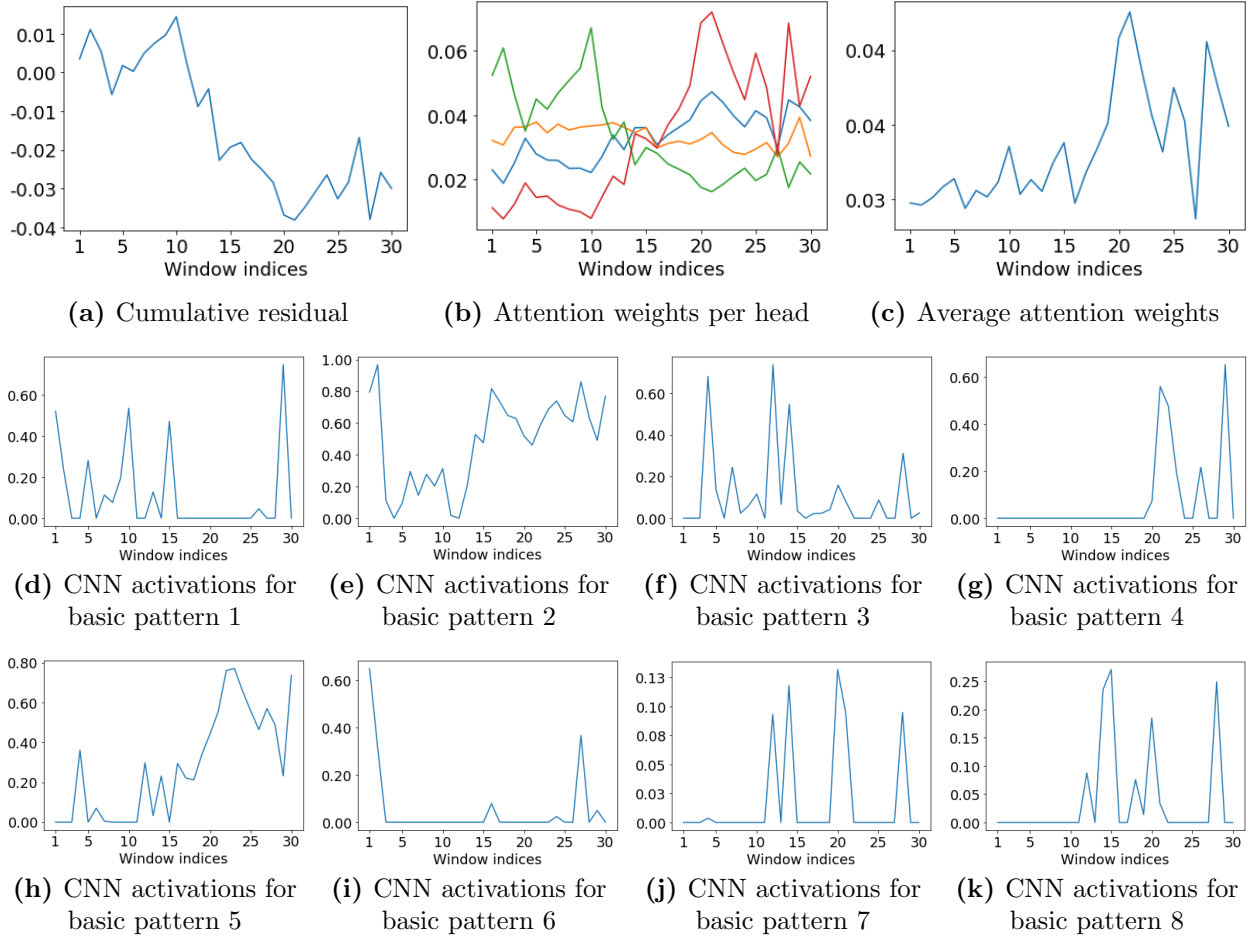 0.01
0.00
-0.01
-0.01
-0.02
-0.03
-0.03
-0.04
1 5 10 15 20 25 30
Window indices
(a) Cumulative residual
0.06
0.04
0.02
1 5 10 15 20 25 30
Window indices
(b) Attention weights per head
0.04
0.04
0.03
1 5 10 15 20 25 30
Window indices
(c) Average attention weights
0.60
0.40
0.20
0.00
1 5 10 15 20 25 30
Window indices
(d) CNN activations for
basic pattern 1
1.00
0.80
0.60
0.40
0.20
0.00
1 5 10 15 20 25 30
Window indices
(e) CNN activations for
basic pattern 2
0.60
0.40
0.20
0.00
1 5 10 15 20 25 30
Window indices
(f) CNN activations for
basic pattern 3
0.60
0.40
0.20
0.00
1 5 10 15 20 25 30
Window indices
(g) CNN activations for
basic pattern 4
0.80
0.60
0.40
0.20
0.00
1 5 10 15 20 25 30
Window indices
(h) CNN activations for
basic pattern 5
0.60
0.40
0.20
0.00
1 5 10 15 20 25 30
Window indices
(i) CNN activations for
basic pattern 6
0.13
0.10
0.08
0.05
0.03
0.00
1 5 10 15 20 25 30
Window indices
(j) CNN activations for
basic pattern 7
0.25
0.20
0.15
0.10
0.05
0.00
1 5 10 15 20 25 30
Window indices
(k) CNN activations for
basic pattern 8